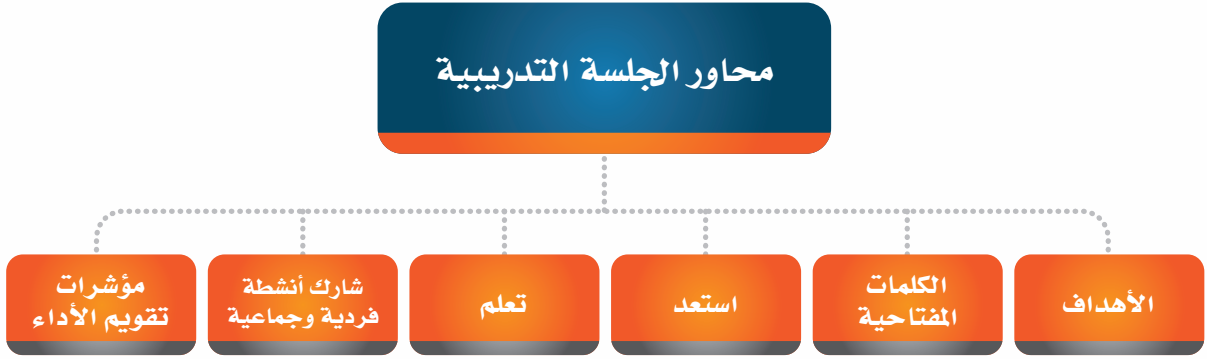 محاور الجلسة التدريبية
الأهداف
الكلمات
المفتاحية
استعد
تعلم
شارك أنشطة
فردية وجماعية
مؤشرات
تقويم الأداء